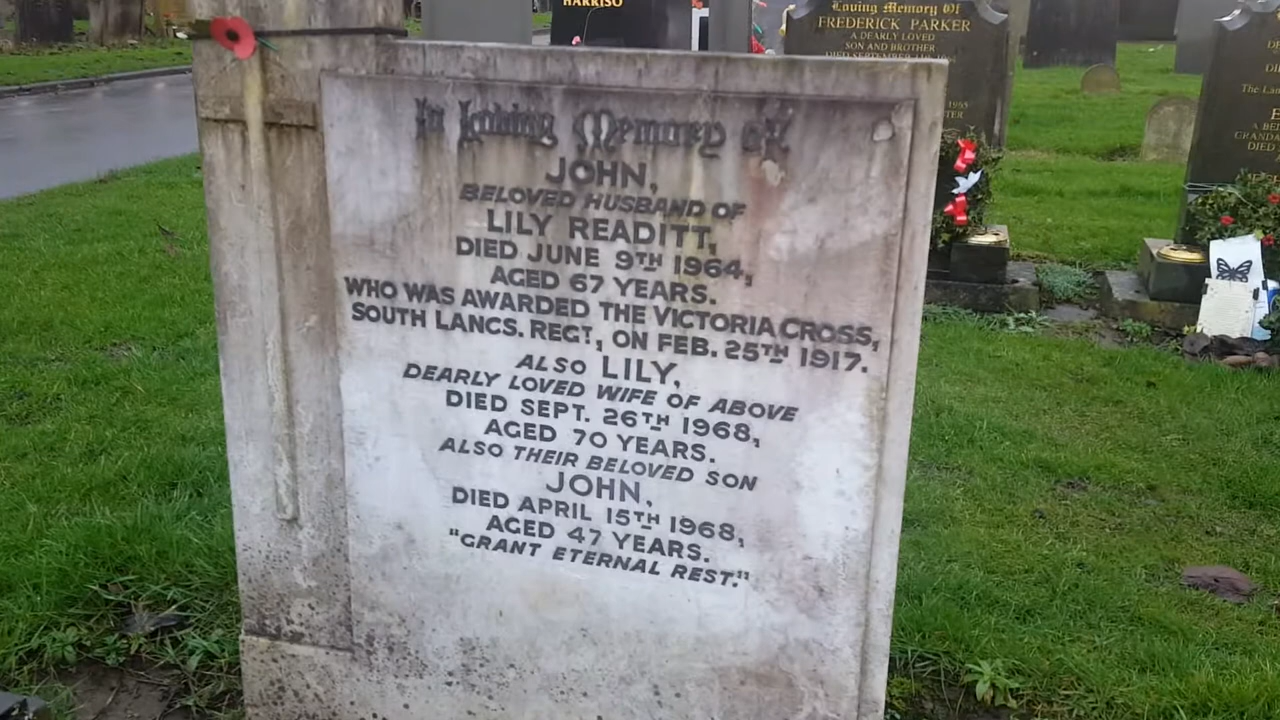 HARRISO
Loving Memory Of
FREDERICK PARKER
A DEARLY LOVED
SON AND BROTHER
In Loving Memory of
JOHN,
BELOVED HUSBAND OF
LILY READITT,
DIED JUNE 9TH 1964,
AGED 67 YEARS.
WHO WAS AWARDED THE VICTORIA CROSS,
SOUTH LANCS. REGT., ON FEB. 25TH 1917.
ALSO LILY,
DEARLY LOVED WIFE OF ABOVE
DIED SEPT. 26TH 1968,
AGED 70 YEARS.
ALSO THEIR BELOVED SON
JOHN,
DIED APRIL 15TH 1968,
AGED 47 YEARS.
"GRANT ETERNAL REST."